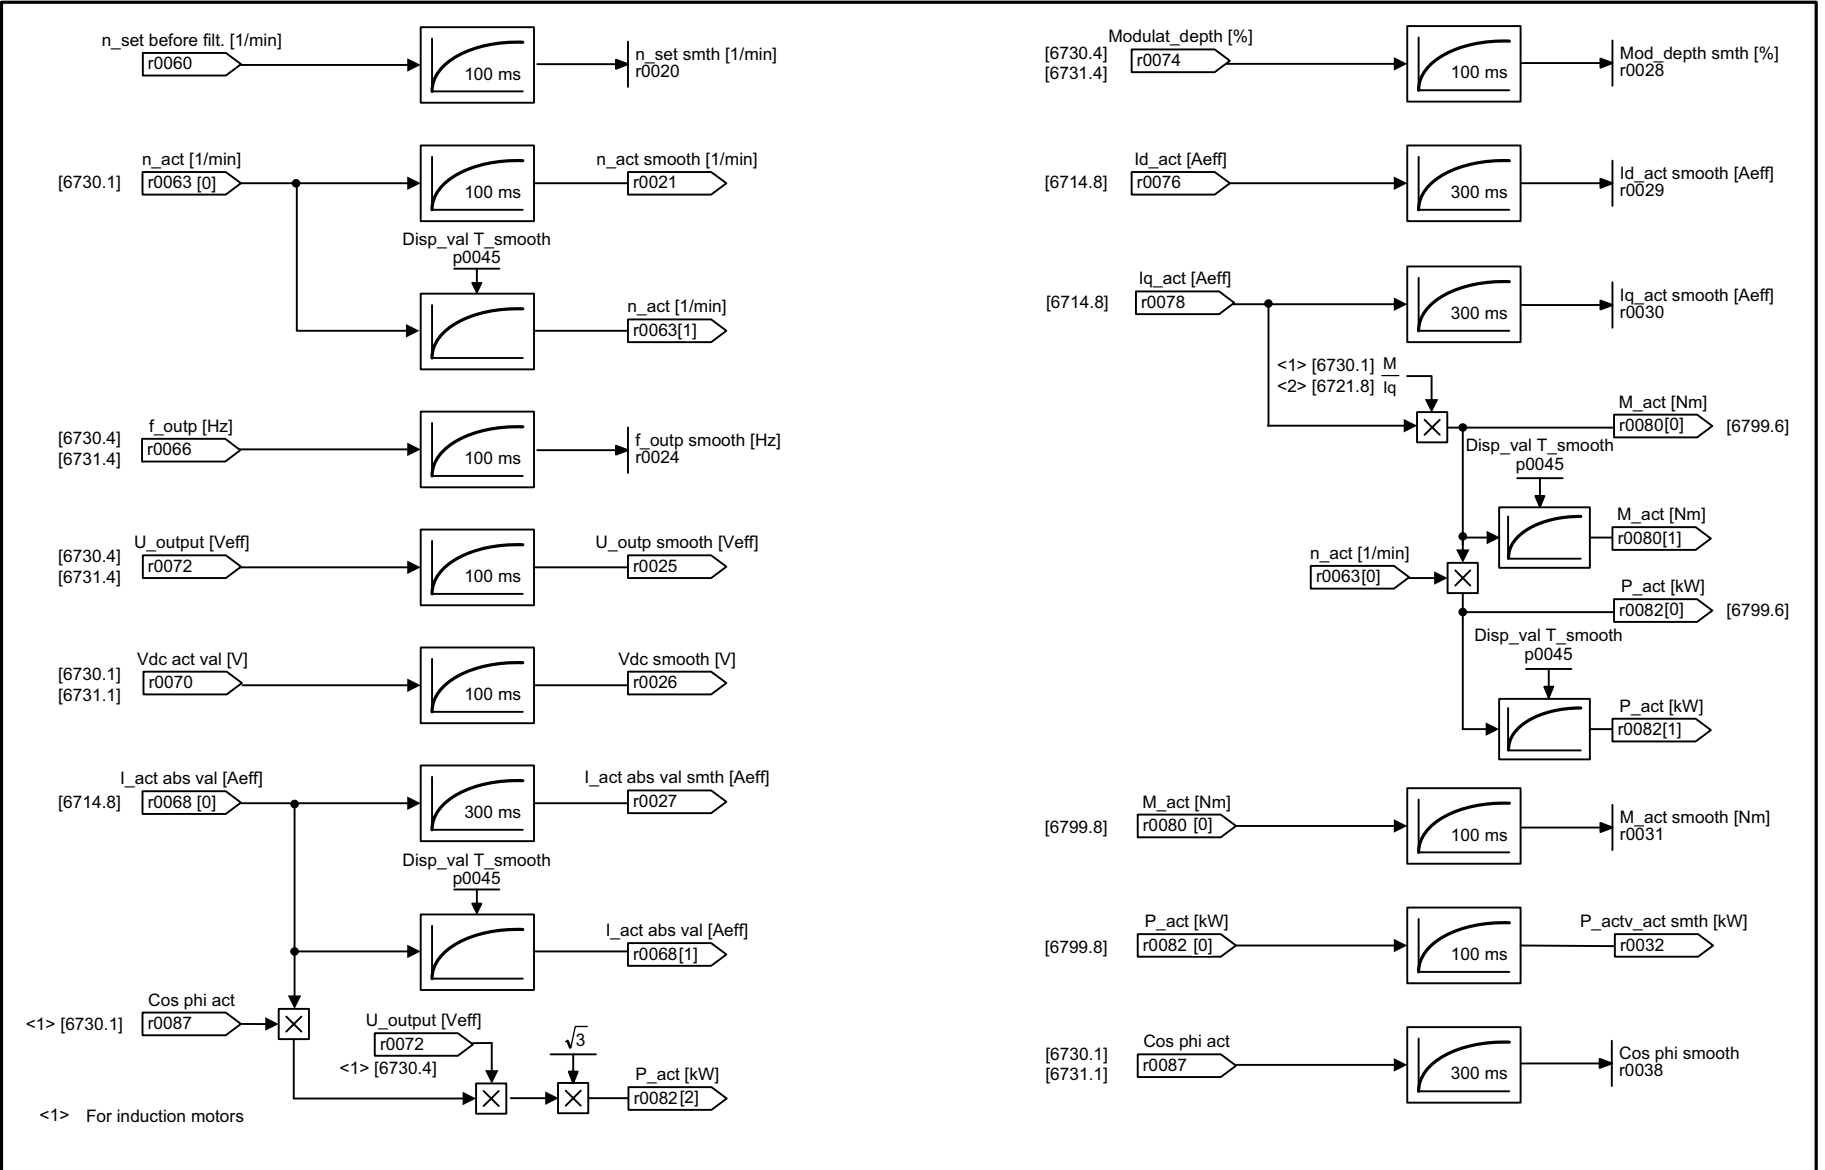 n_set before filt. [1/min]
r0060
100 ms
n_set smth [1/min]
r0020
n_act [1/min]
[6730.1]
r0063 [0]
100 ms
n_act smooth [1/min]
r0021
Disp_val T_smooth
p0045
n_act [1/min]
r0063[1]
f_outp [Hz]
[6730.4]
[6731.4]
r0066
100 ms
f_outp smooth [Hz]
r0024
U_output [Veff]
[6730.4]
[6731.4]
r0072
100 ms
U_outp smooth [Veff]
r0025
Vdc act val [V]
[6730.1]
[6731.1]
r0070
100 ms
Vdc smooth [V]
r0026
I_act abs val [Aeff]
[6714.8]
r0068 [0]
300 ms
I_act abs val smth [Aeff]
r0027
Disp_val T_smooth
p0045
I_act abs val [Aeff]
r0068[1]
Cos phi act
<1> [6730.1]
r0087
U_output [Veff]
r0072
<1> [6730.4]
√3
P_act [kW]
r0082[2]
<1> For induction motors
Modulat_depth [%]
[6730.4]
[6731.4]
r0074
100 ms
Mod_depth smth [%]
r0028
Id_act [Aeff]
[6714.8]
r0076
300 ms
Id_act smooth [Aeff]
r0029
Iq_act [Aeff]
[6714.8]
r0078
300 ms
Iq_act smooth [Aeff]
r0030
<1> [6730.1] M
<2> [6721.8] Iq
M_act [Nm]
r0080[0]
[6799.6]
Disp_val T_smooth
p0045
M_act [Nm]
r0080[1]
n_act [1/min]
r0063[0]
P_act [kW]
r0082[0]
[6799.6]
Disp_val T_smooth
p0045
P_act [kW]
r0082[1]
M_act [Nm]
[6799.8]
r0080 [0]
100 ms
M_act smooth [Nm]
r0031
P_act [kW]
[6799.8]
r0082 [0]
100 ms
P_actv_act smth [kW]
r0032
Cos phi act
[6730.1]
[6731.1]
r0087
300 ms
Cos phi smooth
r0038